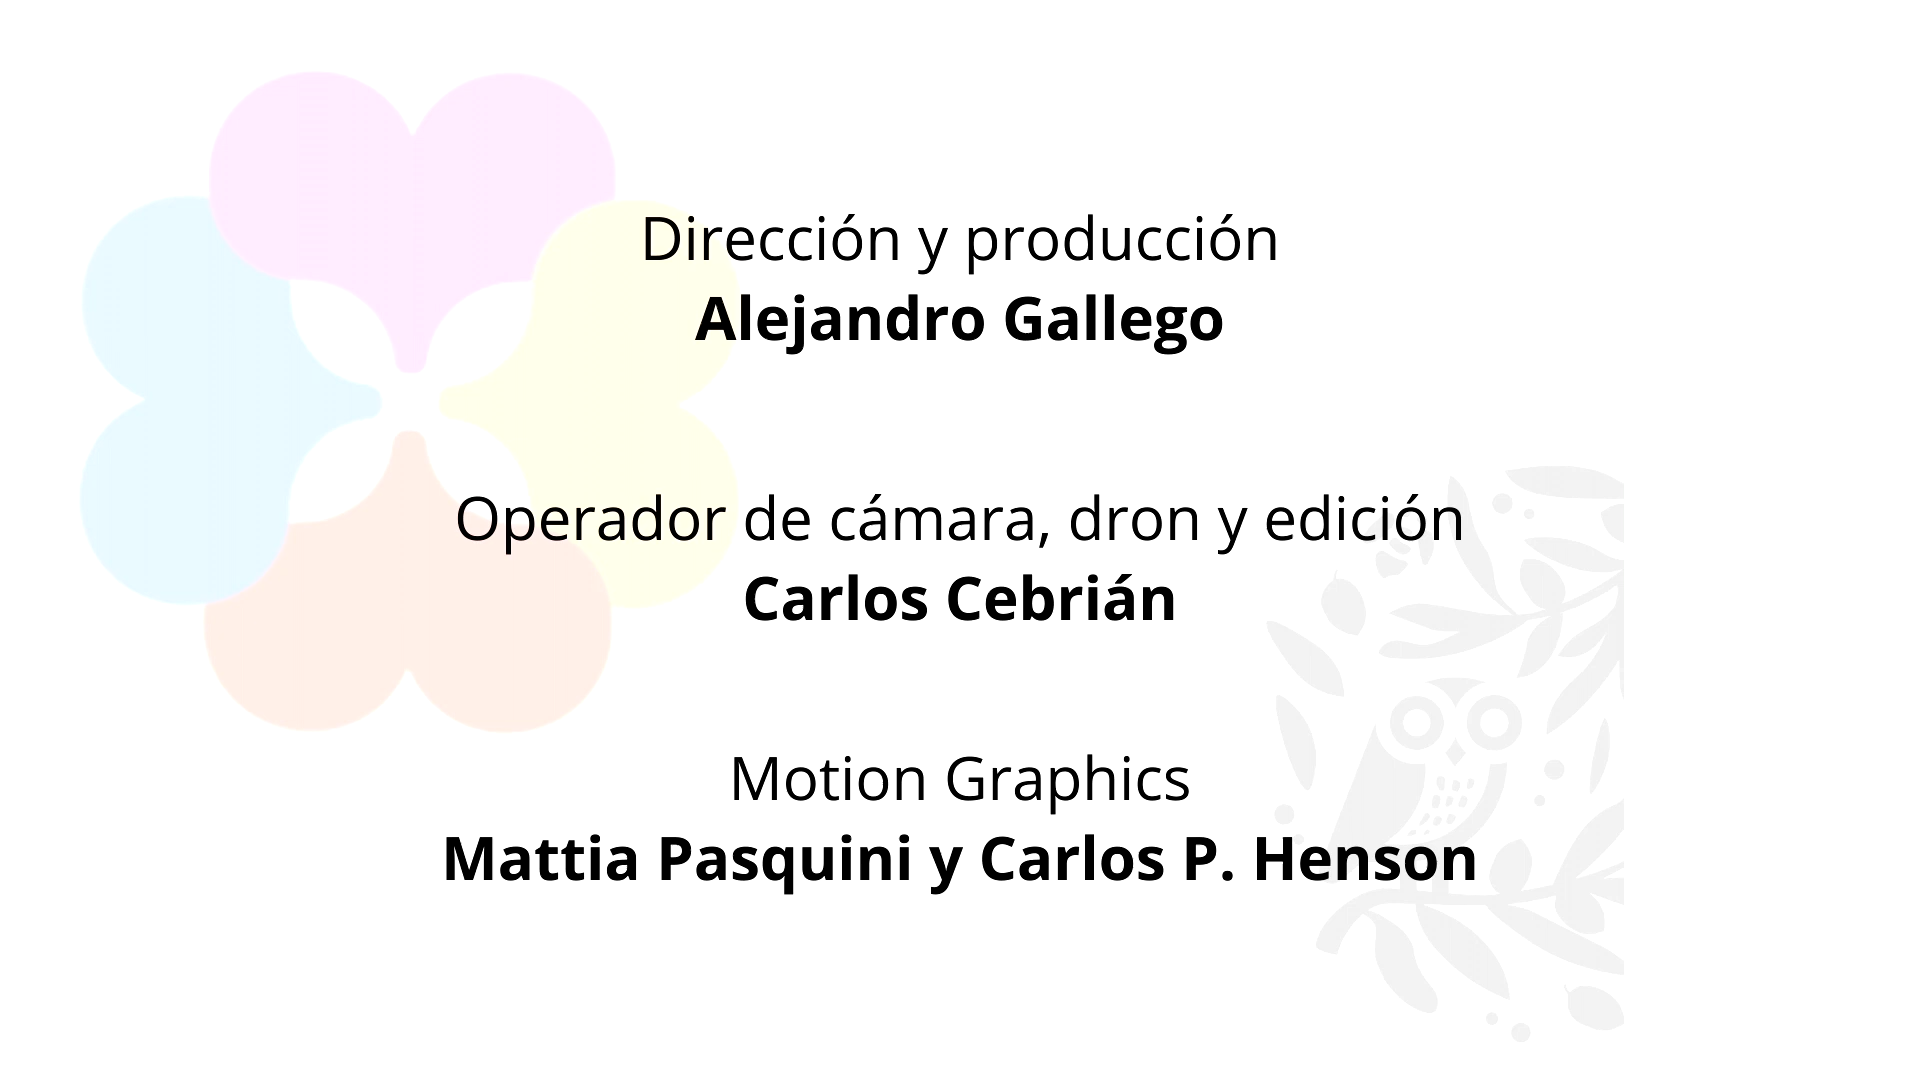 Dirección y producción
Alejandro Gallego
Operador de cámara, dron y edición
Carlos Cebrián
Motion Graphics
Mattia Pasquini y Carlos P. Henson